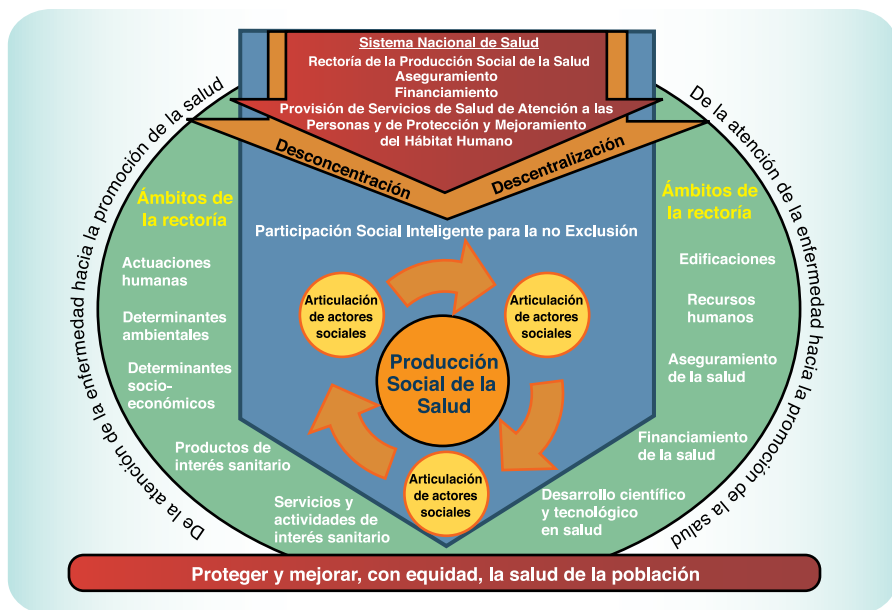 Sistema Nacional de Salud
Rectoría de la Producción Social de la Salud
Aseguramiento
Financiamiento
Provisión de Servicios de Salud de Atención a las
Personas y de Protección y Mejoramiento
del Hábitat Humano
Desconcentración
Descentralización
De la atención de la enfermedad hacia la promoción de la salud
De la atención de la enfermedad hacia la promoción de la salud
Ámbitos de
la rectoría
Actuaciones
humanas
Determinantes
ambientales
Determinantes
socio-
económicos
Productos de
interés sanitario
Servicios y
actividades de
interés sanitario
Participación Social Inteligente para la no Exclusión
Articulación
de actores
sociales
Articulación
de actores
sociales
Producción
Social de la
Salud
Articulación
de actores
sociales
Ámbitos de
la rectoría
Edificaciones
Recursos
humanos
Aseguramiento
de la salud
Financiamiento
de la salud
Desarrollo científico
y tecnológico
en salud
Proteger y mejorar, con equidad, la salud de la población